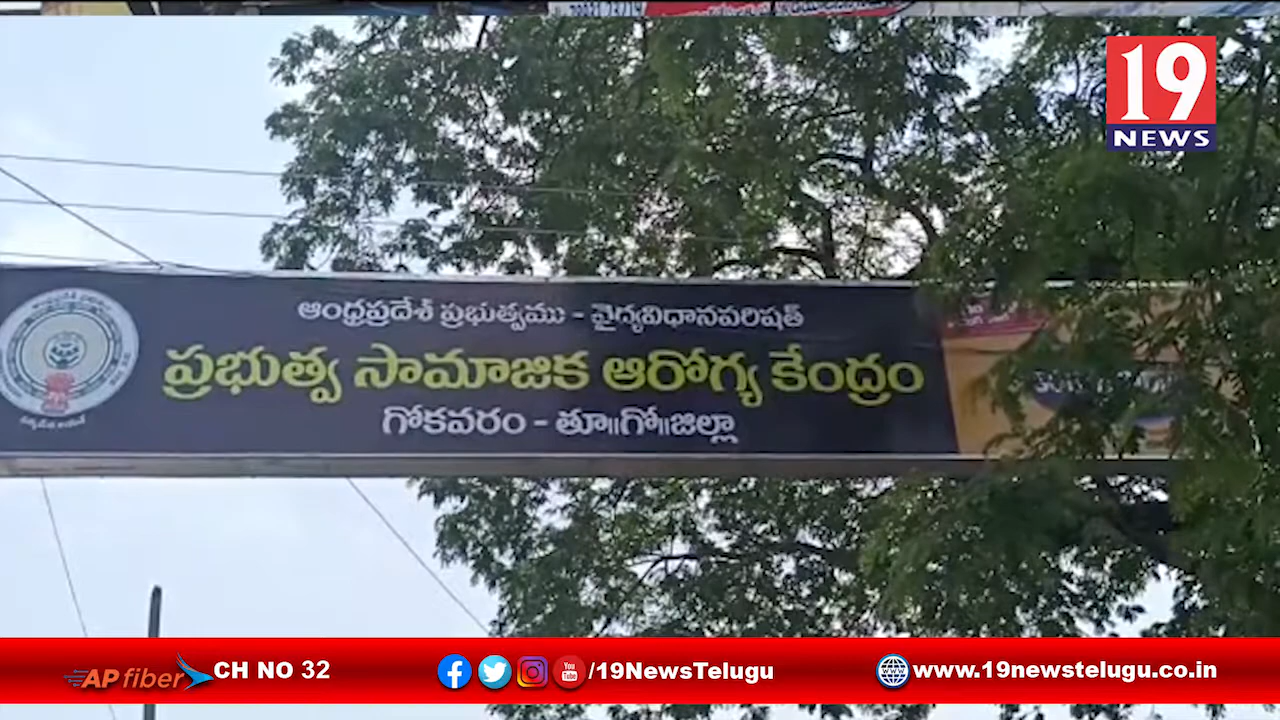 19
NEWS
ఆంధ్రప్రదేశ్ ప్రభుత్వము - వైద్యవిధానపరిషత్
ప్రభుత్వ సామాజిక ఆరోగ్య కేంద్రం
గోకవరం - తూ॥గో॥జిల్లా
AP fiber CH NO 32 /19NewsTelugu www.19newstelugu.co.in